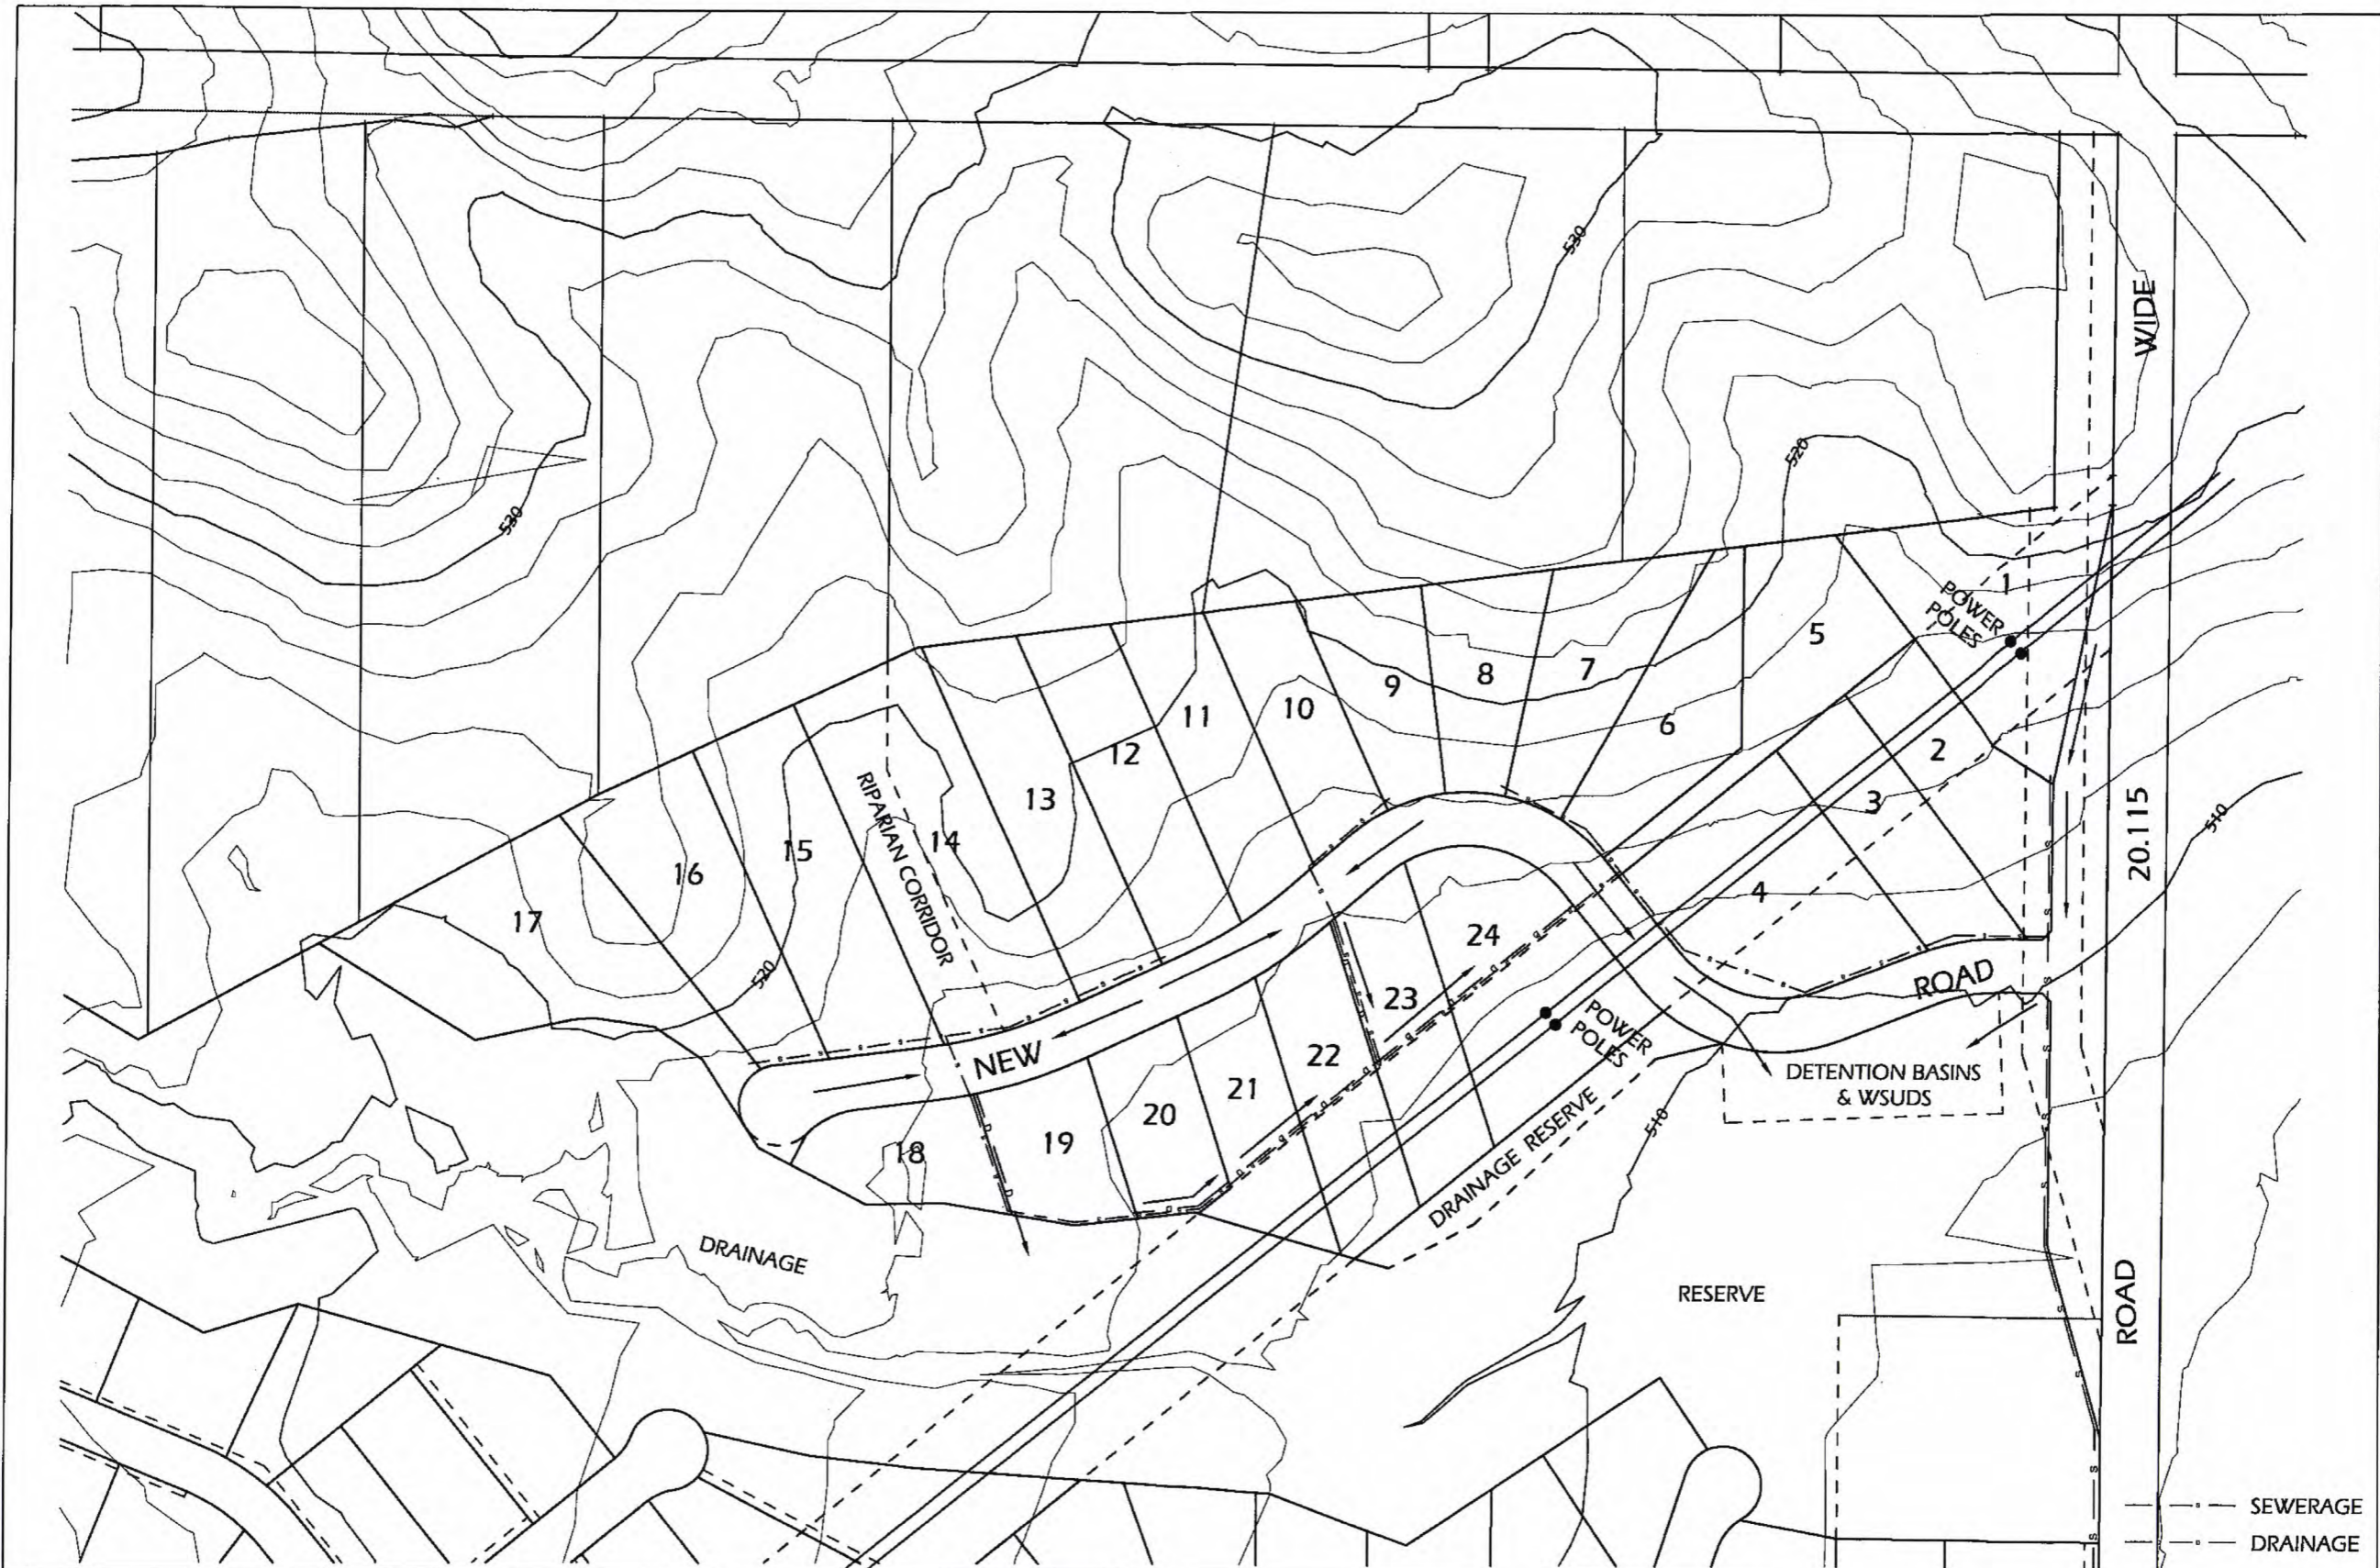 530
WIDE
520
530
1
POWER
POLES
5
8
7
9
10
11
6
12
2
13
3
20.115
510
RIPARIAN CORRIDOR
14
15
16
4
17
24
520
23
ROAD
NEW
POWER
POLES
22
DETENTION BASINS
& WSUDS
21
20
19
18
510
DRAINAGE RESERVE
DRAINAGE
RESERVE
ROAD
SEWERAGE
DRAINAGE